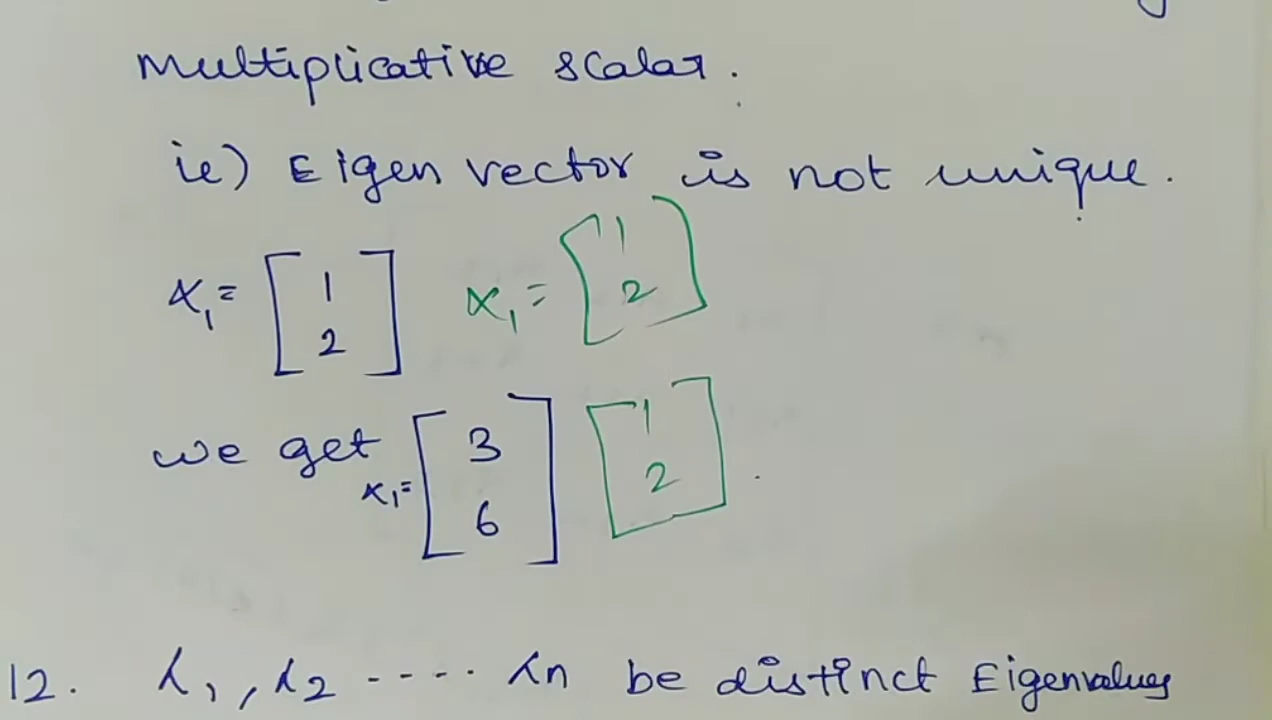 multiplicative scalar.
ie) Eigen vector is not unique.
x₁ = [1 2] x₁ = [1 2]
we get x₁ = [3 6] [1 2].
12. λ₁, λ₂ ---- λn be distinct Eigenvalues